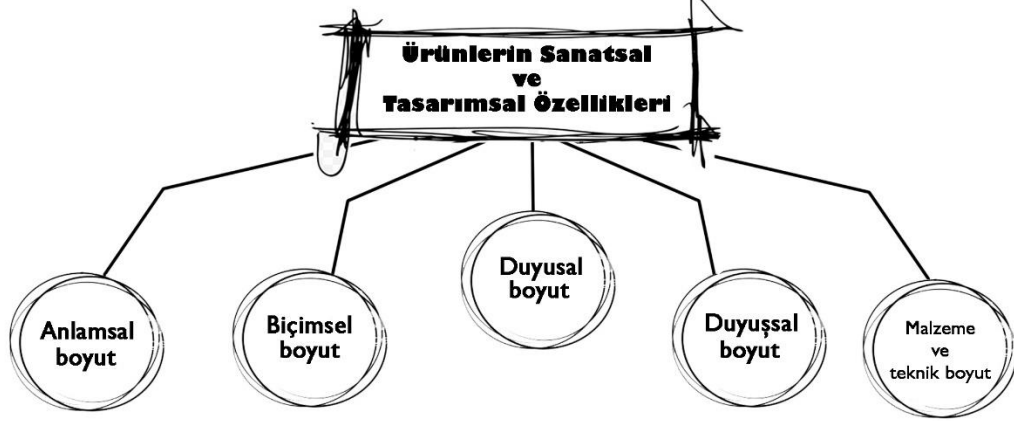 Ürünlerin Sanatsal
ve
Tasarımsal Özellikleri
Anlamsal
boyut
Biçimsel
boyut
Duyusal
boyut
Duyuşsal
boyut
Malzeme
ve
teknik boyut